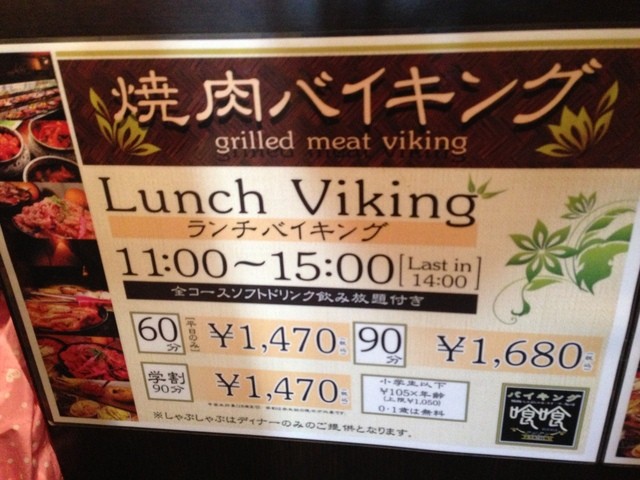 焼肉バイキング
grilled meat viking
Lunch Viking
ランチバイキング
11:00～15:00 [Last in 14:00]
全コースソフトドリンク飲み放題付き
60分 [平日のみ] ¥1,470 90分 ¥1,680
学割90分 ¥1,470
小学生以下
¥105×年齢
(上限¥1,050)
0・1歳は無料
※しゃぶしゃぶはディナーのみのご提供となります。
バイキング
喰喰